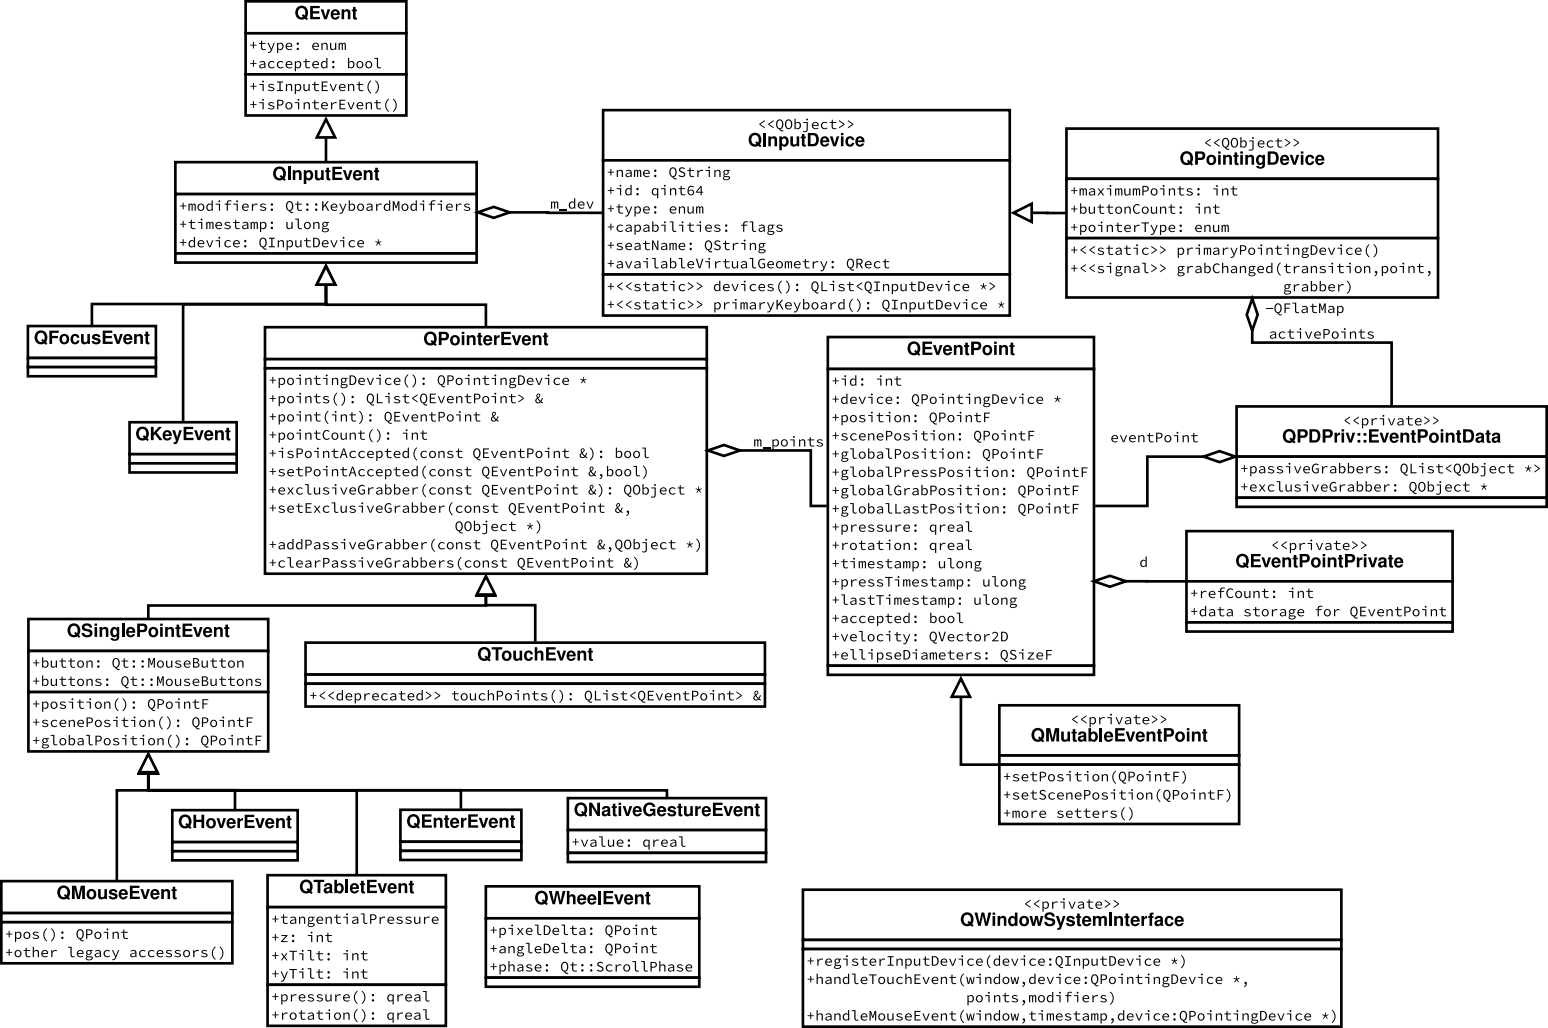 QEvent
+type: enum
+accepted: bool
+isInputEvent()
+isPointerEvent()
QInputEvent
+modifiers: Qt::KeyboardModifiers
+timestamp: ulong
+device: QInputDevice *
m_dev
<<QObject>>
QInputDevice
+name: QString
+id: qint64
+type: enum
+capabilities: flags
+seatName: QString
+availableVirtualGeometry: QRect
+<<static>> devices(): QList<QInputDevice *>
+<<static>> primaryKeyboard(): QInputDevice *
<<QObject>>
QPointingDevice
+maximumPoints: int
+buttonCount: int
+pointerType: enum
+<<static>> primaryPointingDevice()
+<<signal>> grabChanged(transition,point,
grabber)
-QFlatMap
activePoints
QFocusEvent
QKeyEvent
QPointerEvent
+pointingDevice(): QPointingDevice *
+points(): QList<QEventPoint> &
+point(int): QEventPoint &
+pointCount(): int
+isPointAccepted(const QEventPoint &): bool
+setPointAccepted(const QEventPoint &,bool)
+exclusiveGrabber(const QEventPoint &): QObject *
+setExclusiveGrabber(const QEventPoint &,
QObject *)
+addPassiveGrabber(const QEventPoint &,QObject *)
+clearPassiveGrabbers(const QEventPoint &)
m_points
QEventPoint
+id: int
+device: QPointingDevice *
+position: QPointF
+scenePosition: QPointF
+globalPosition: QPointF
+globalPressPosition: QPointF
+globalGrabPosition: QPointF
+globalLastPosition: QPointF
+pressure: qreal
+rotation: qreal
+timestamp: ulong
+pressTimestamp: ulong
+lastTimestamp: ulong
+accepted: bool
+velocity: QVector2D
+ellipseDiameters: QSizeF
eventPoint
<<private>>
QPDPriv::EventPointData
+passiveGrabbers: QList<QObject *>
+exclusiveGrabber: QObject *
d
<<private>>
QEventPointPrivate
+refCount: int
+data storage for QEventPoint
QSinglePointEvent
+button: Qt::MouseButton
+buttons: Qt::MouseButtons
+position(): QPointF
+scenePosition(): QPointF
+globalPosition(): QPointF
QTouchEvent
+<<deprecated>> touchPoints(): QList<QEventPoint> &
<<private>>
QMutableEventPoint
+setPosition(QPointF)
+setScenePosition(QPointF)
+more setters()
QHoverEvent
QEnterEvent
QNativeGestureEvent
+value: qreal
QMouseEvent
+pos(): QPoint
+other legacy accessors()
QTabletEvent
+tangentialPressure
+z: int
+xTilt: int
+yTilt: int
+pressure(): qreal
+rotation(): qreal
QWheelEvent
+pixelDelta: QPoint
+angleDelta: QPoint
+phase: Qt::ScrollPhase
<<private>>
QWindowSystemInterface
+registerInputDevice(device:QInputDevice *)
+handleTouchEvent(window,device:QPointingDevice *,
points,modifiers)
+handleMouseEvent(window,timestamp,device:QPointingDevice *)